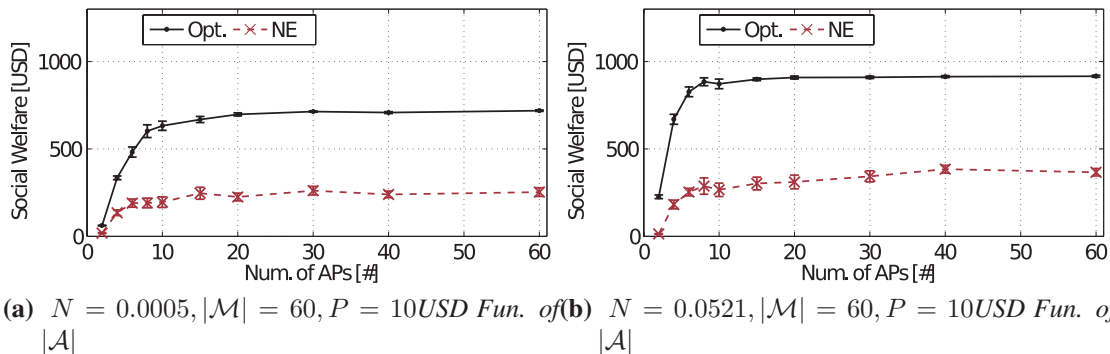 Opt. NE
Social Welfare [USD]
1000
500
0
0 10 20 30 40 50 60
Num. of APs [#]
(a) N = 0.0005, |M| = 60, P = 10USD Fun. of
|A|
Opt. NE
Social Welfare [USD]
1000
500
0
0 10 20 30 40 50 60
Num. of APs [#]
(b) N = 0.0521, |M| = 60, P = 10USD Fun. of
|A|